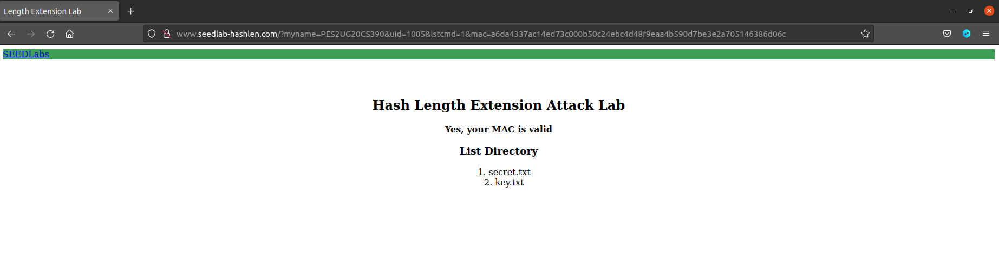 Length Extension Lab
www.seedlab-hashlen.com/?myname=PES2UG20CS390&uid=1005&lstcmd=1&mac=a6da4337ac14ed73c000b50c24ebc4d48f9eaa4b590d7be3e2a705146386d06c
SEEDLabs
Hash Length Extension Attack Lab
Yes, your MAC is valid
List Directory
1. secret.txt
2. key.txt